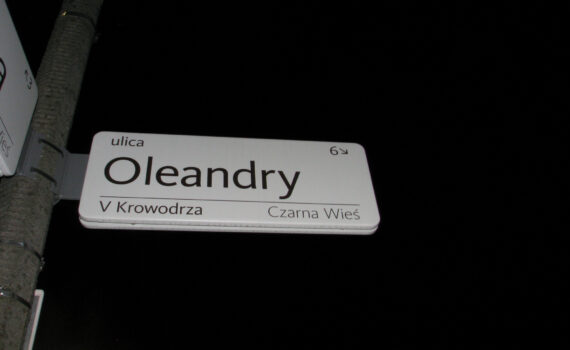 ulica
6↘
Oleandry
V Krowodrza
Czarna Wieś